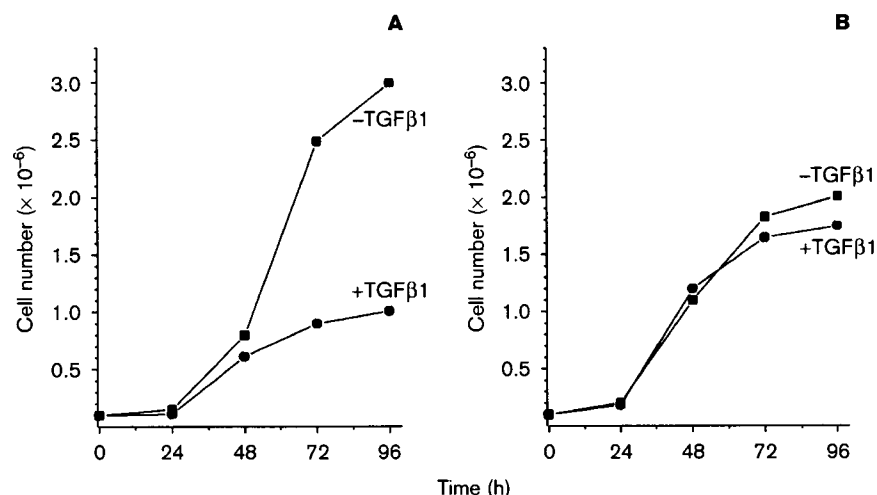 A
3.0
2.5
2.0
1.5
1.0
0.5
Cell number (× 10⁻⁶)
−TGFβ1
+TGFβ1
0 24 48 72 96
B
3.0
2.5
2.0
1.5
1.0
0.5
Cell number (× 10⁻⁶)
−TGFβ1
+TGFβ1
0 24 48 72 96
Time (h)